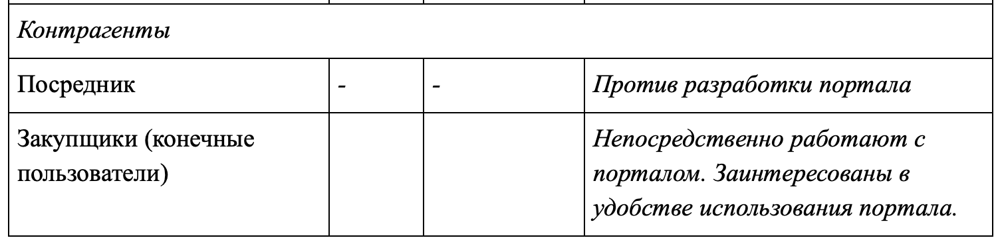 Контрагенты
Посредник - - Против разработки портала
Закупщики (конечные
пользователи)
Непосредственно работают с
порталом. Заинтересованы в
удобстве использования портала.